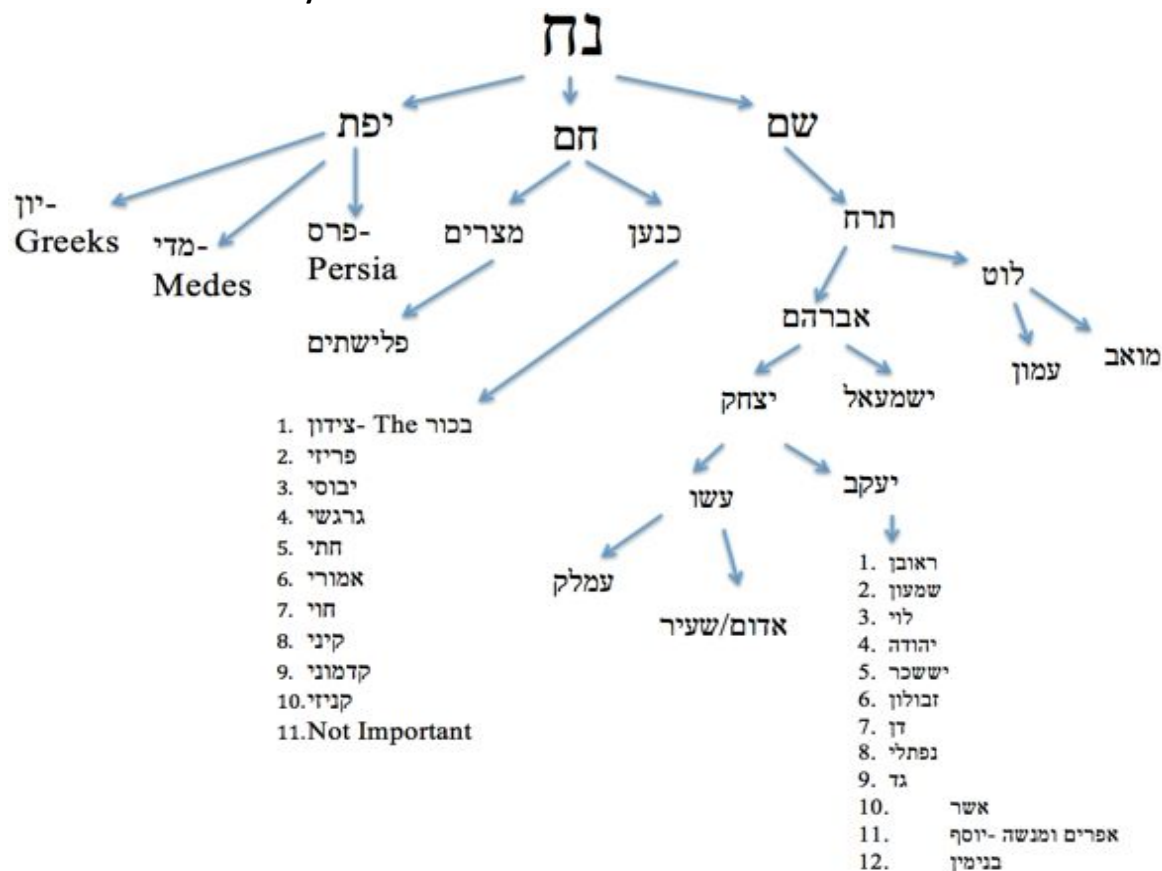 נח
יפת
חם
שם
יון-
Greeks
מדי-
Medes
פרס-
Persia
מצרים
כנען
תרח
לוט
פלישתים
אברהם
עמון
מואב
יצחק
ישמעאל
1. צידון- The בכור
2. פריזי
3. יבוסי
4. גרגשי
5. חתי
6. אמורי
7. חוי
8. קיני
9. קדמוני
10. קניזי
11. Not Important
עשו
יעקב
עמלק
אדום/שעיר
1. ראובן
2. שמעון
3. לוי
4. יהודה
5. יששכר
6. זבולון
7. דן
8. נפתלי
9. גד
10. אשר
11. אפרים ומנשה -יוסף
12. בנימין